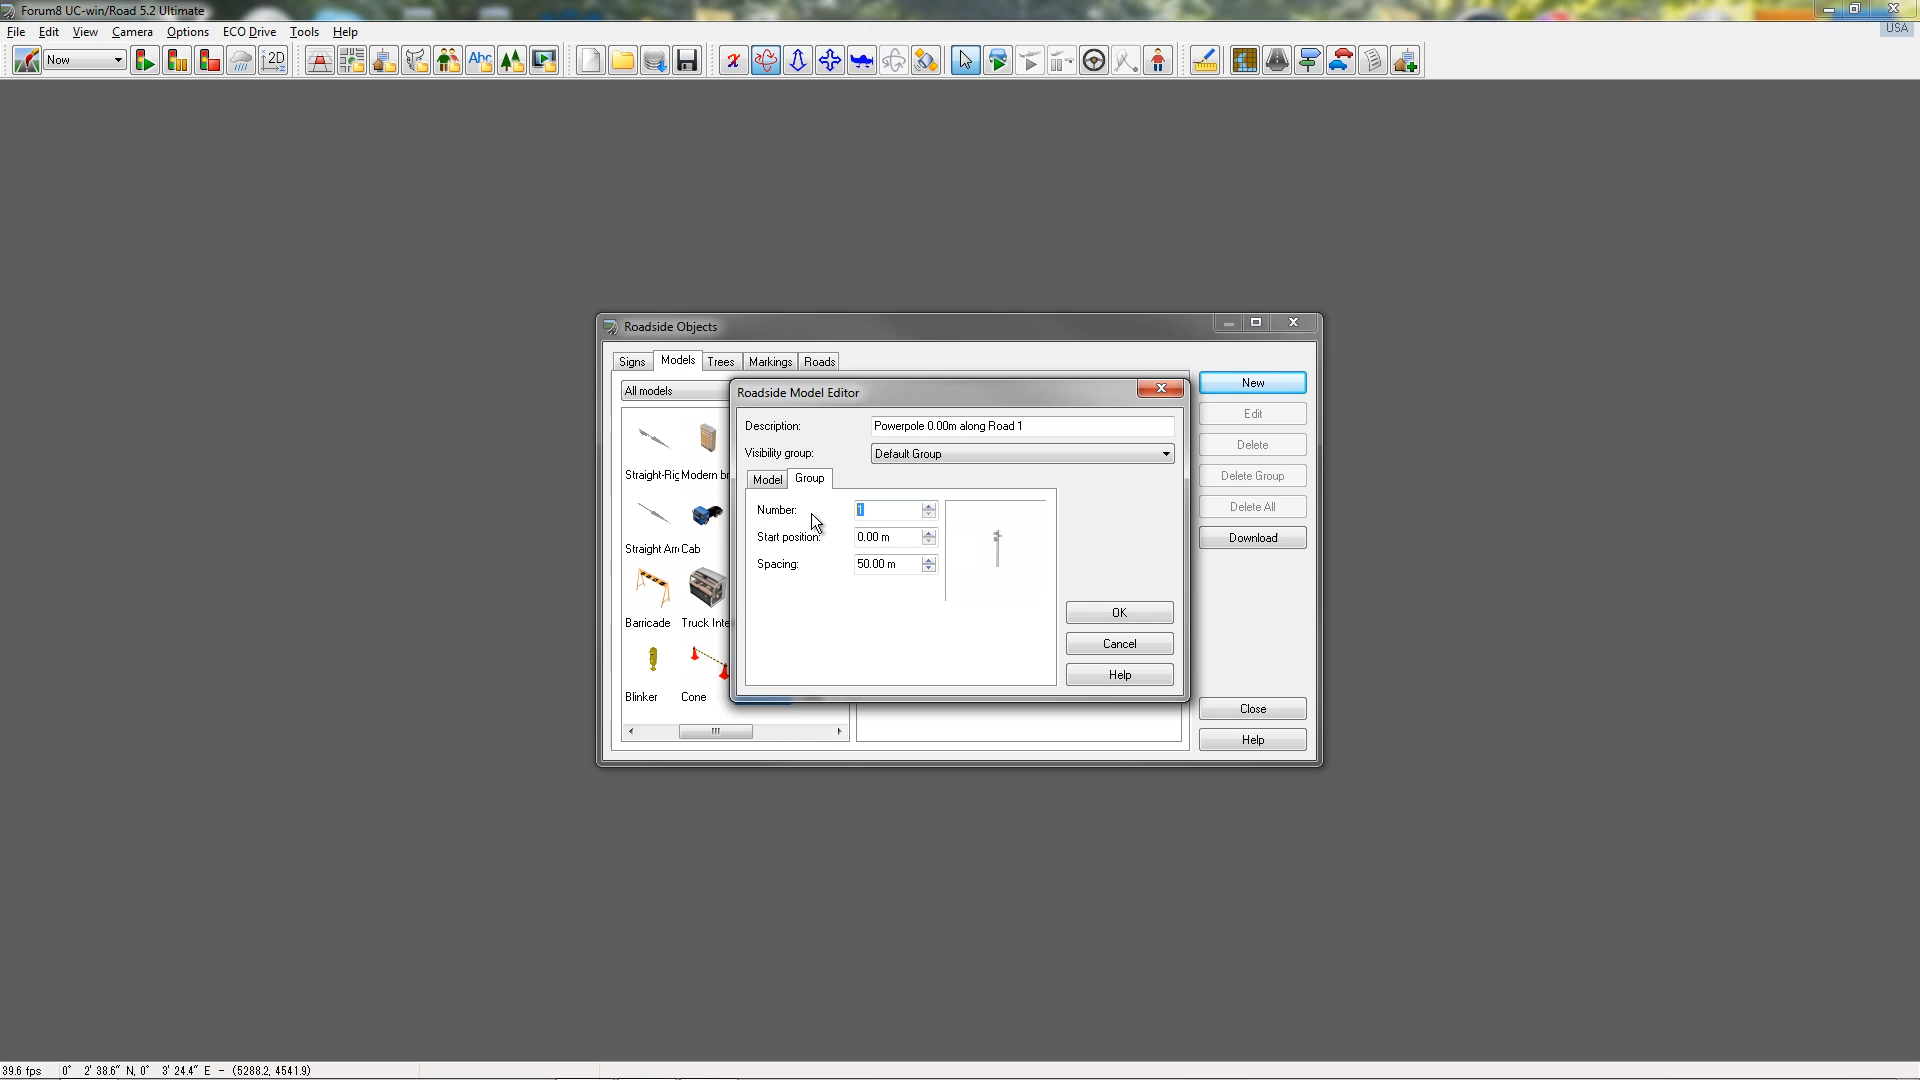 Forum8 UC-win/Road 5.2 Ultimate
File Edit View Camera Options ECO Drive Tools Help
USA
Now
2D
Abc
x
Roadside Objects
Signs Models Trees Markings Roads
All models
Straight-Rig Modern br
Straight Arr Cab
Barricade Truck Inte
Blinker Cone
New
Edit
Delete
Delete Group
Delete All
Download
Close
Help
Roadside Model Editor
Description: Powerpole 0.00m along Road 1
Visibility group: Default Group
Model Group
Number: 1
Start position: 0.00 m
Spacing: 50.00 m
OK
Cancel
Help
39.6 fps 0° 2' 38.6" N, 0° 3' 24.4" E - (5288.2, 4541.9)